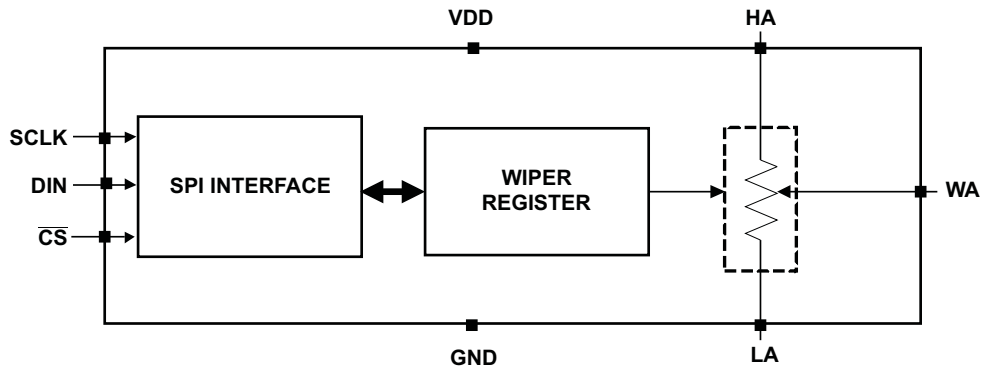 VDD
HA
SCLK
DIN
CS
SPI INTERFACE
WIPER
REGISTER
WA
GND
LA